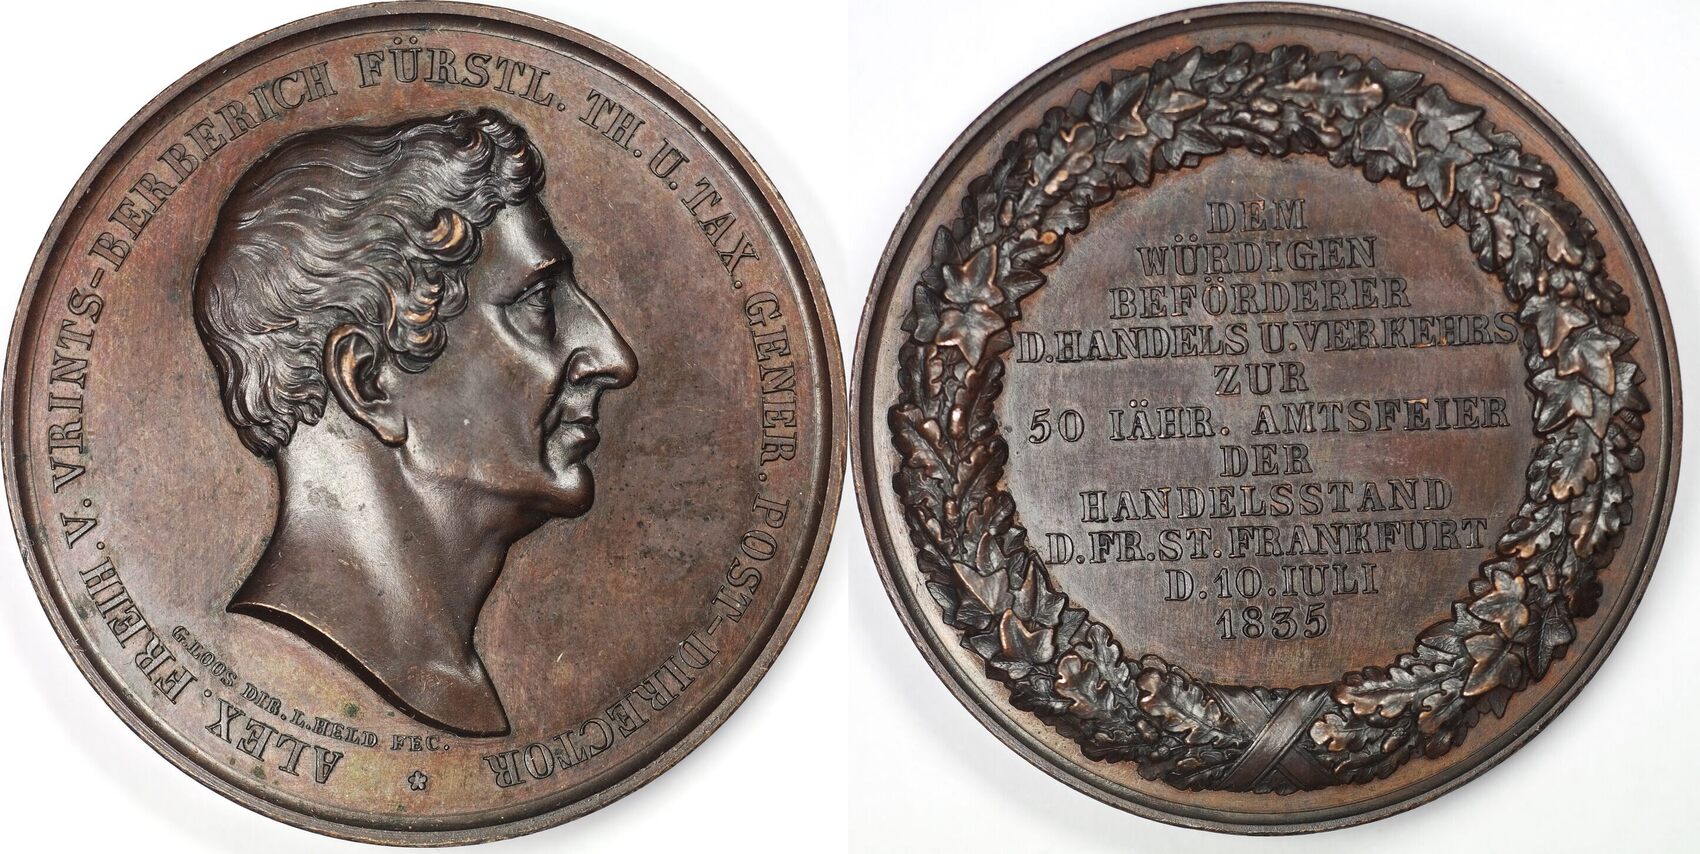 ALEX. FREIH. V. VRINTS-BERBERICH FÜRSTL. TH. U. TAX. GENER. POST-DIRECTOR *
G. LOOS DIR. L. HELD FEC.
DEM
WÜRDIGEN
BEFÖRDERER
D. HANDELS U. VERKEHRS
ZUR
50 IÄHR. AMTSFEIER
DER
HANDELSSTAND
D. FR. ST. FRANKFURT
D. 10. IULI
1835